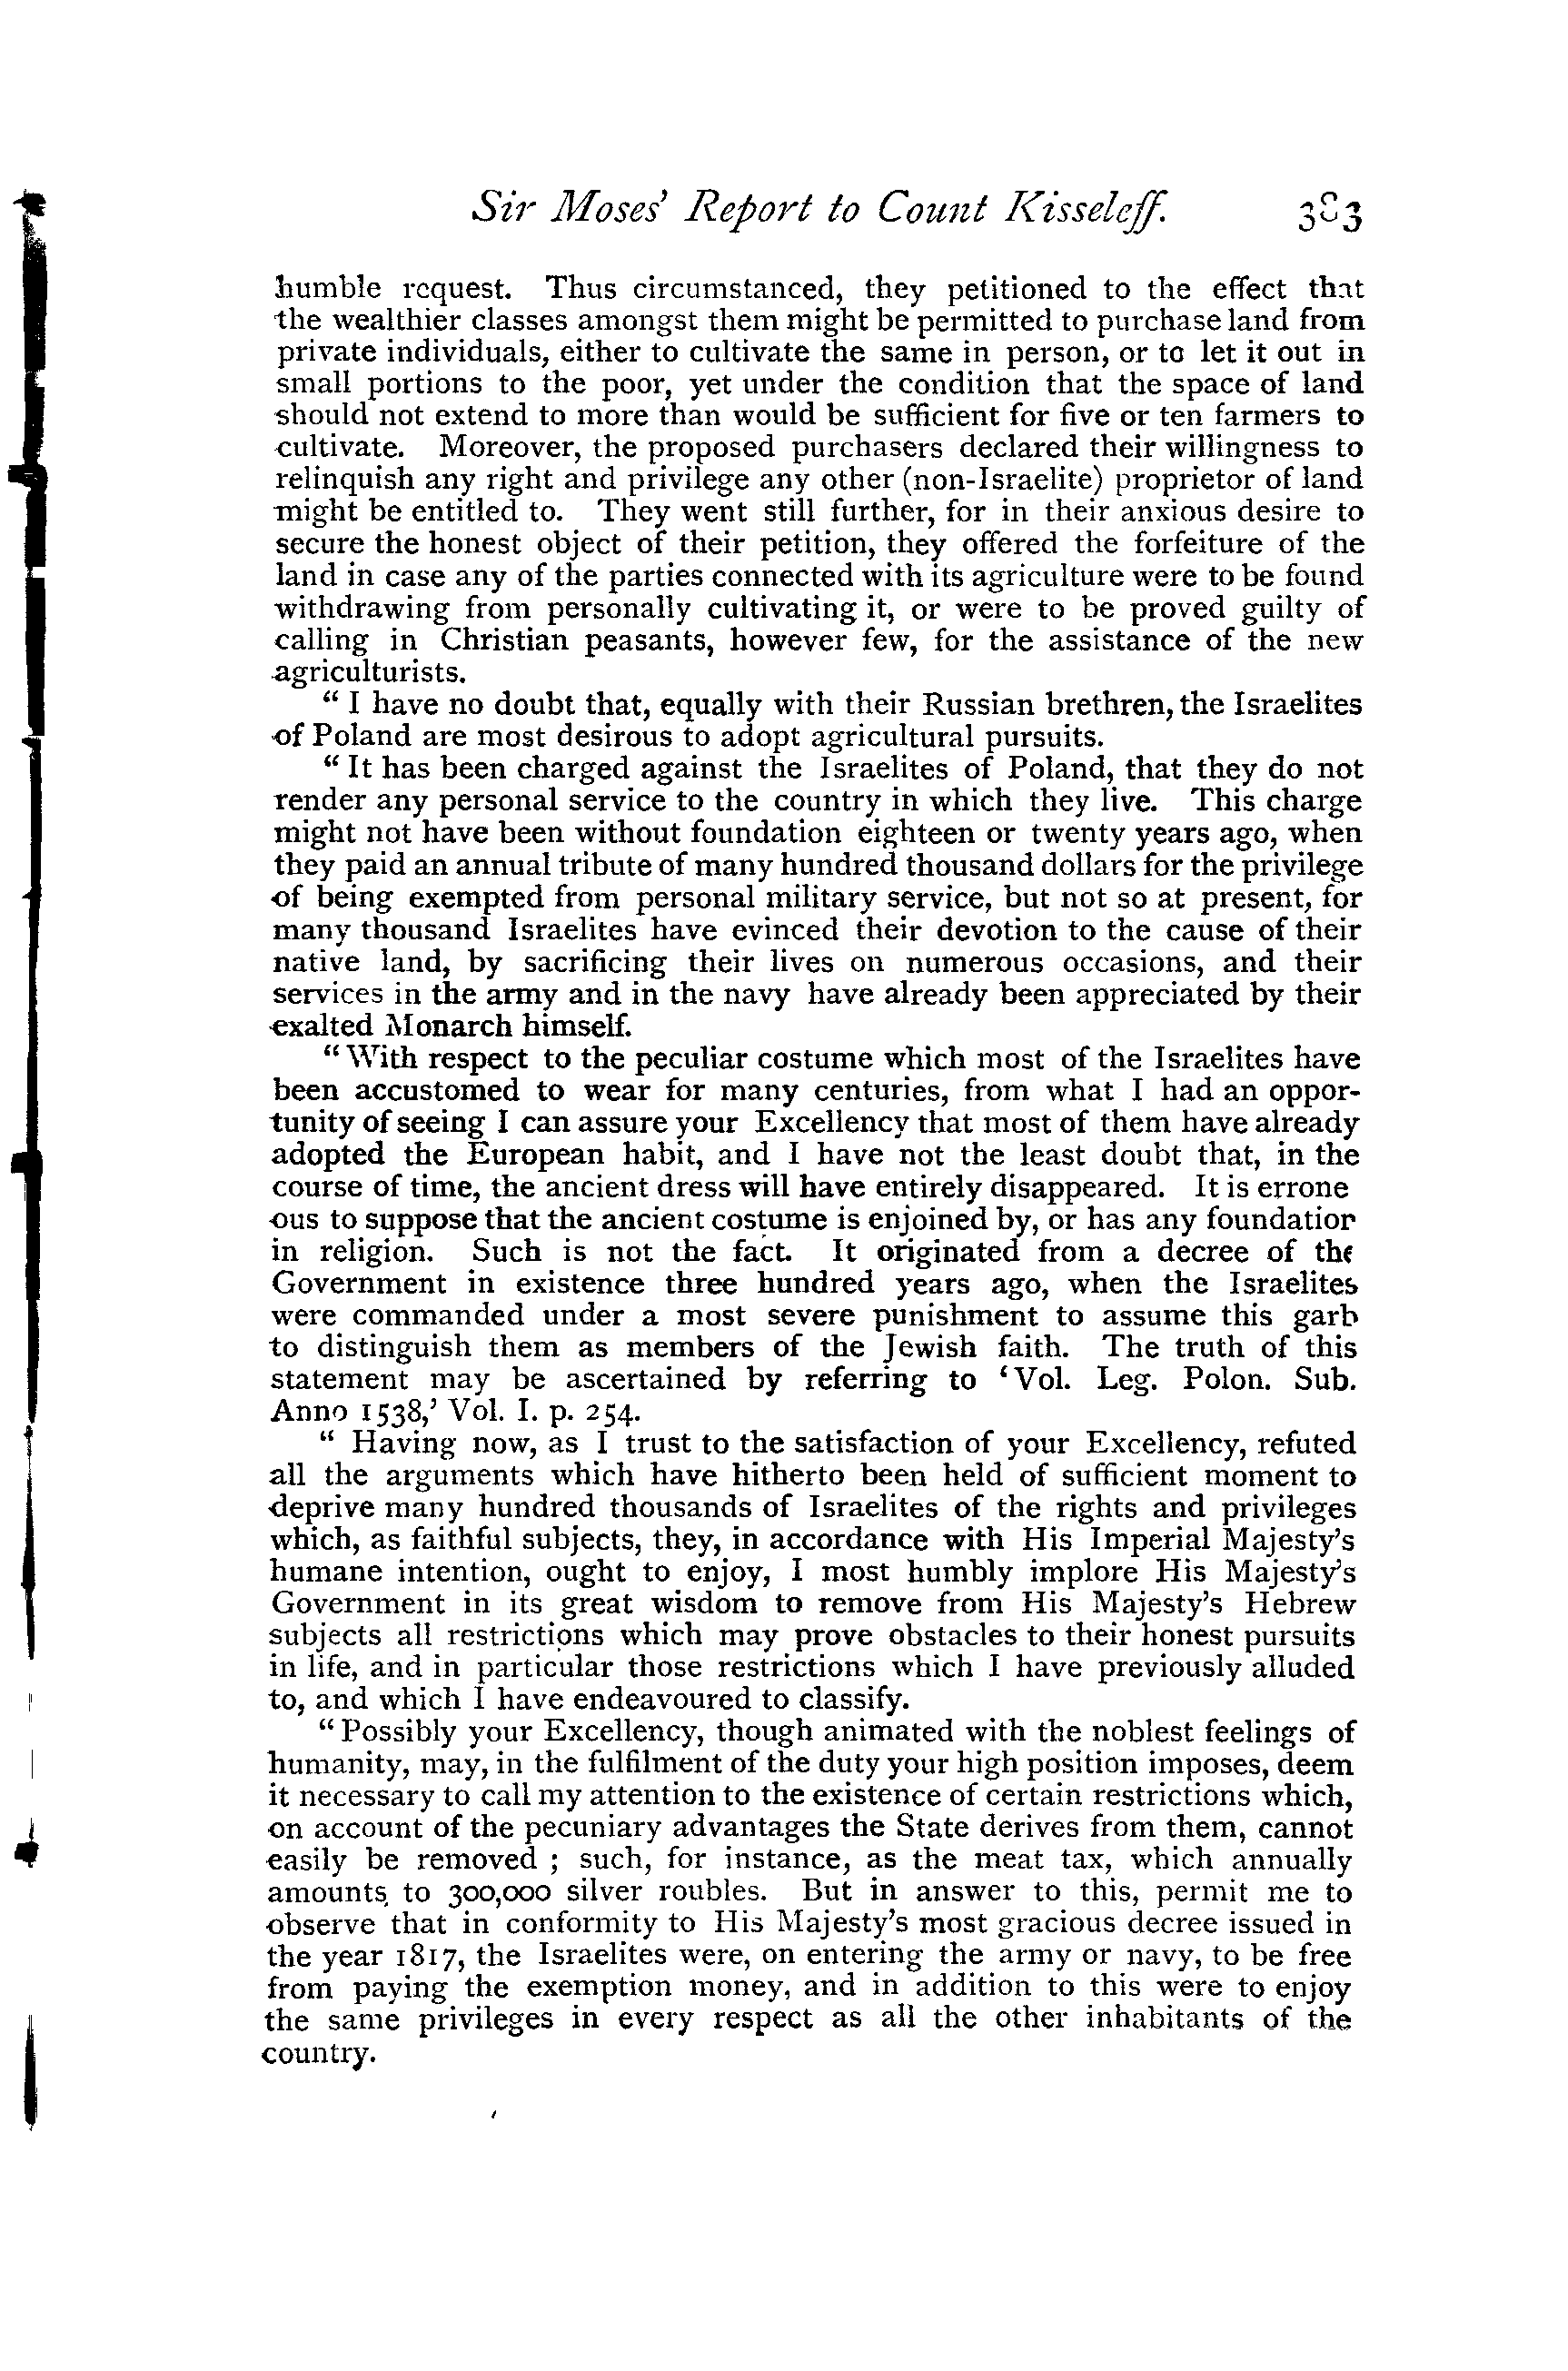 Sir Moses' Report to Count Kisseleff. 383
humble request. Thus circumstanced, they petitioned to the effect that
the wealthier classes amongst them might be permitted to purchase land from
private individuals, either to cultivate the same in person, or to let it out in
small portions to the poor, yet under the condition that the space of land
should not extend to more than would be sufficient for five or ten farmers to
cultivate. Moreover, the proposed purchasers declared their willingness to
relinquish any right and privilege any other (non-Israelite) proprietor of land
might be entitled to. They went still further, for in their anxious desire to
secure the honest object of their petition, they offered the forfeiture of the
land in case any of the parties connected with its agriculture were to be found
withdrawing from personally cultivating it, or were to be proved guilty of
calling in Christian peasants, however few, for the assistance of the new
agriculturists.
“ I have no doubt that, equally with their Russian brethren, the Israelites
of Poland are most desirous to adopt agricultural pursuits.
“ It has been charged against the Israelites of Poland, that they do not
render any personal service to the country in which they live. This charge
might not have been without foundation eighteen or twenty years ago, when
they paid an annual tribute of many hundred thousand dollars for the privilege
of being exempted from personal military service, but not so at present, for
many thousand Israelites have evinced their devotion to the cause of their
native land, by sacrificing their lives on numerous occasions, and their
services in the army and in the navy have already been appreciated by their
exalted Monarch himself.
“ With respect to the peculiar costume which most of the Israelites have
been accustomed to wear for many centuries, from what I had an oppor-
tunity of seeing I can assure your Excellency that most of them have already
adopted the European habit, and I have not the least doubt that, in the
course of time, the ancient dress will have entirely disappeared. It is errone
ous to suppose that the ancient costume is enjoined by, or has any foundation
in religion. Such is not the fact. It originated from a decree of the
Government in existence three hundred years ago, when the Israelites
were commanded under a most severe punishment to assume this garb
to distinguish them as members of the Jewish faith. The truth of this
statement may be ascertained by referring to ‘Vol. Leg. Polon. Sub.
Anno 1538,’ Vol. I. p. 254.
“ Having now, as I trust to the satisfaction of your Excellency, refuted
all the arguments which have hitherto been held of sufficient moment to
deprive many hundred thousands of Israelites of the rights and privileges
which, as faithful subjects, they, in accordance with His Imperial Majesty's
humane intention, ought to enjoy, I most humbly implore His Majesty's
Government in its great wisdom to remove from His Majesty's Hebrew
subjects all restrictions which may prove obstacles to their honest pursuits
in life, and in particular those restrictions which I have previously alluded
to, and which I have endeavoured to classify.
“ Possibly your Excellency, though animated with the noblest feelings of
humanity, may, in the fulfilment of the duty your high position imposes, deem
it necessary to call my attention to the existence of certain restrictions which,
on account of the pecuniary advantages the State derives from them, cannot
easily be removed ; such, for instance, as the meat tax, which annually
amounts to 300,000 silver roubles. But in answer to this, permit me to
observe that in conformity to His Majesty's most gracious decree issued in
the year 1817, the Israelites were, on entering the army or navy, to be free
from paying the exemption money, and in addition to this were to enjoy
the same privileges in every respect as all the other inhabitants of the
country.